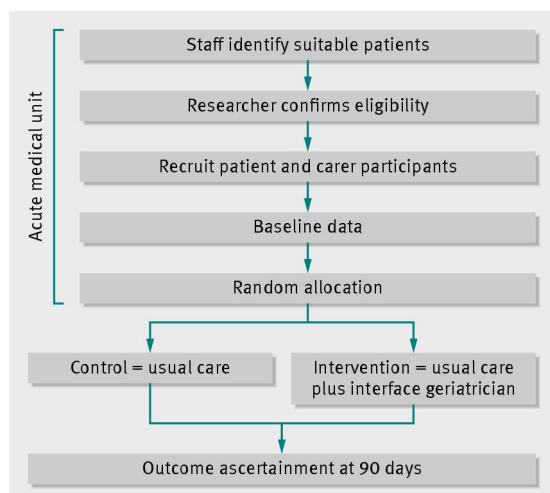 Acute medical unit
Staff identify suitable patients
Researcher confirms eligibility
Recruit patient and carer participants
Baseline data
Random allocation
Control = usual care
Intervention = usual care
plus interface geriatrician
Outcome ascertainment at 90 days